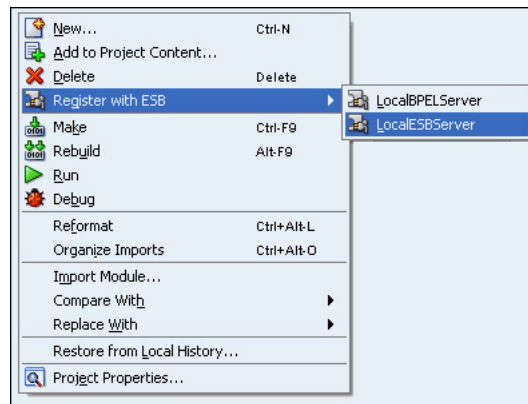 New... Ctrl-N
Add to Project Content...
Delete Delete
Register with ESB
LocalBPELServer
LocalESBServer
Make Ctrl-F9
Rebuild Alt-F9
Run
Debug
Reformat Ctrl+Alt-L
Organize Imports Ctrl+Alt-O
Import Module...
Compare With
Replace With
Restore from Local History...
Project Properties...